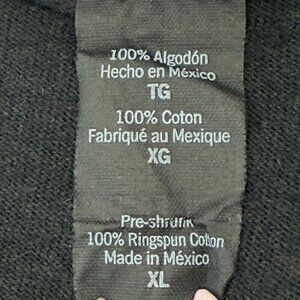 100% Algodón
Hecho en México
TG
100% Coton
Fabriqué au Mexique
XG
Pre-shrunk
100% Ringspun Cotton
Made in México
XL